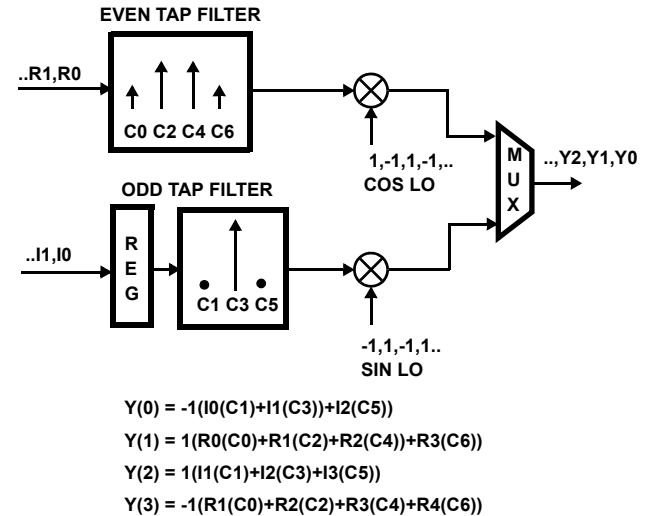 EVEN TAP FILTER
..R1,R0
C0 C2 C4 C6
1,-1,1,-1,..
COS LO
MUX
..,Y2,Y1,Y0
ODD TAP FILTER
..I1,I0
REG
C1 C3 C5
-1,1,-1,1..
SIN LO
Y(0) = -1(I0(C1)+I1(C3))+I2(C5))
Y(1) = 1(R0(C0)+R1(C2)+R2(C4))+R3(C6))
Y(2) = 1(I1(C1)+I2(C3)+I3(C5))
Y(3) = -1(R1(C0)+R2(C2)+R3(C4)+R4(C6))